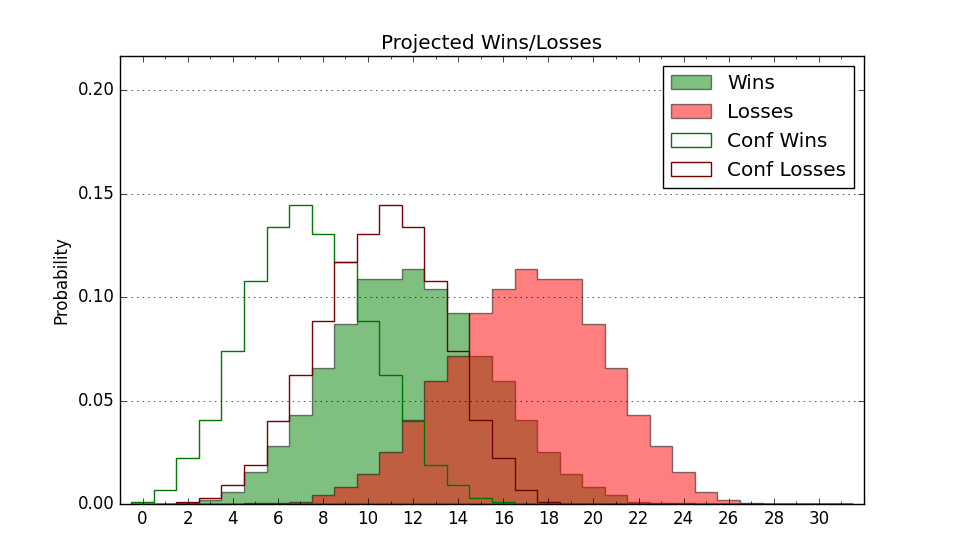 Projected Wins/Losses
Wins
Losses
Conf Wins
Conf Losses
Probability
0.20
0.15
0.10
0.05
0.00
0 2 4 6 8 10 12 14 16 18 20 22 24 26 28 30